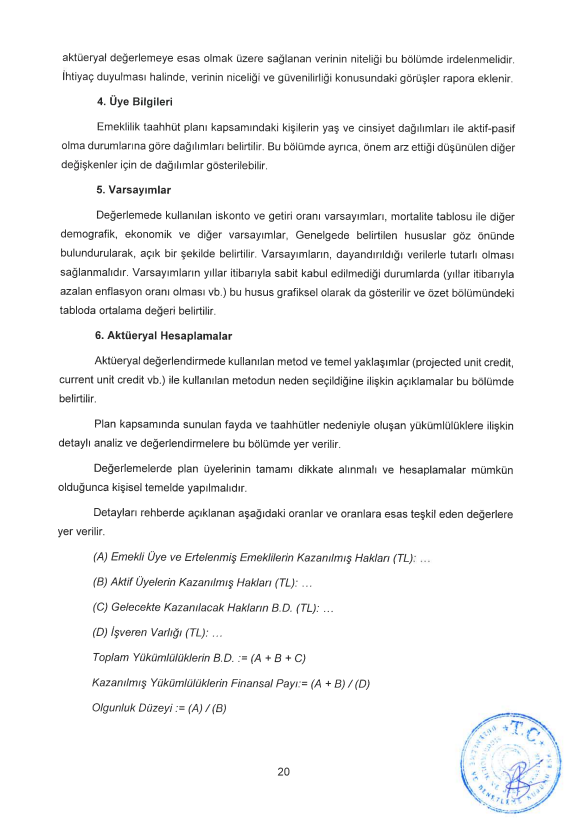 aktüeryal değerlemeye esas olmak üzere sağlanan verinin niteliği bu bölümde irdelenmelidir.
İhtiyaç duyulması halinde, verinin niceliği ve güvenilirliği konusundaki görüşler rapora eklenir.
4. Üye Bilgileri
Emeklilik taahhüt planı kapsamındaki kişilerin yaş ve cinsiyet dağılımları ile aktif-pasif
olma durumlarına göre dağılımları belirtilir. Bu bölümde ayrıca, önem arz ettiği düşünülen diğer
değişkenler için de dağılımlar gösterilebilir.
5. Varsayımlar
Değerlemede kullanılan iskonto ve getiri oranı varsayımları, mortalite tablosu ile diğer
demografik, ekonomik ve diğer varsayımlar, Genelgede belirtilen hususlar göz önünde
bulundurularak, açık bir şekilde belirtilir. Varsayımların, dayandırıldığı verilerle tutarlı olması
sağlanmalıdır. Varsayımların yıllar itibarıyla sabit kabul edilmediği durumlarda (yıllar itibarıyla
azalan enflasyon oranı olması vb.) bu husus grafiksel olarak da gösterilir ve özet bölümündeki
tabloda ortalama değeri belirtilir.
6. Aktüeryal Hesaplamalar
Aktüeryal değerlendirmede kullanılan metod ve temel yaklaşımlar (projected unit credit,
current unit credit vb.) ile kullanılan metodun neden seçildiğine ilişkin açıklamalar bu bölümde
belirtilir.
Plan kapsamında sunulan fayda ve taahhütler nedeniyle oluşan yükümlülüklere ilişkin
detaylı analiz ve değerlendirmelere bu bölümde yer verilir.
Değerlemelerde plan üyelerinin tamamı dikkate alınmalı ve hesaplamalar mümkün
olduğunca kişisel temelde yapılmalıdır.
Detayları rehberde açıklanan aşağıdaki oranlar ve oranlara esas teşkil eden değerlere
yer verilir.
(A) Emekli Üye ve Ertelenmiş Emeklilerin Kazanılmış Hakları (TL): …
(B) Aktif Üyelerin Kazanılmış Hakları (TL): …
(C) Gelecekte Kazanılacak Hakların B.D. (TL): …
(D) İşveren Varlığı (TL): …
Toplam Yükümlülüklerin B.D. := (A + B + C)
Kazanılmış Yükümlülüklerin Finansal Payı:= (A + B) / (D)
Olgunluk Düzeyi := (A) / (B)
T.C.
20